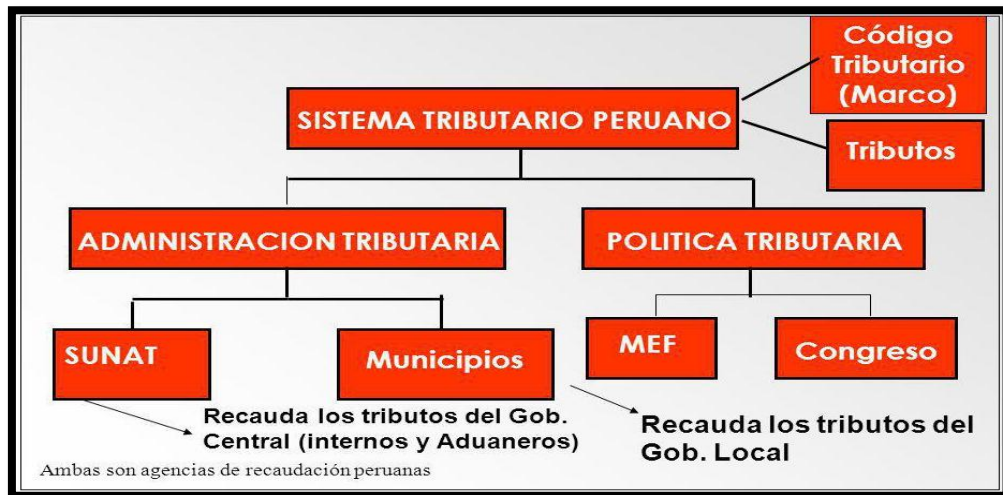 Código
Tributario
(Marco)
SISTEMA TRIBUTARIO PERUANO
Tributos
ADMINISTRACION TRIBUTARIA
POLITICA TRIBUTARIA
SUNAT
Municipios
MEF
Congreso
Recauda los tributos del Gob.
Central (internos y Aduaneros)
Recauda los tributos del
Gob. Local
Ambas son agencias de recaudación peruanas